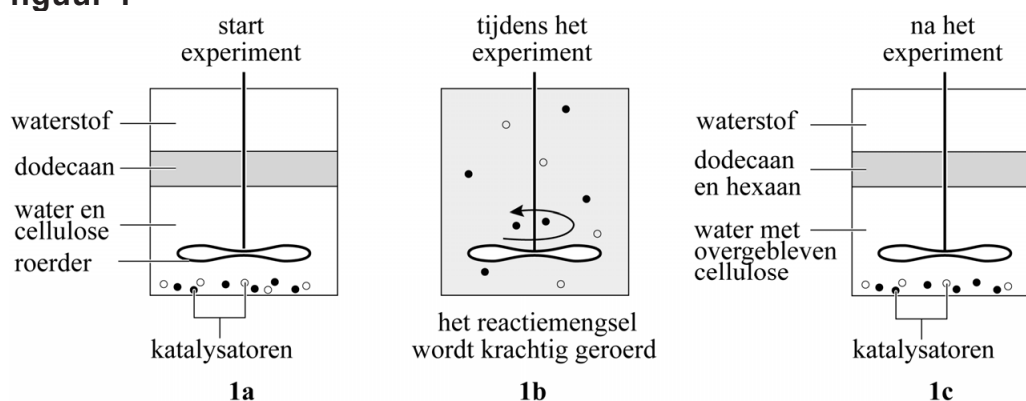 figuur 1
start
experiment
waterstof
dodecaan
water en
cellulose
roerder
katalysatoren
1a
tijdens het
experiment
het reactiemengsel
wordt krachtig geroerd
1b
na het
experiment
waterstof
dodecaan
en hexaan
water met
overgebleven
cellulose
katalysatoren
1c